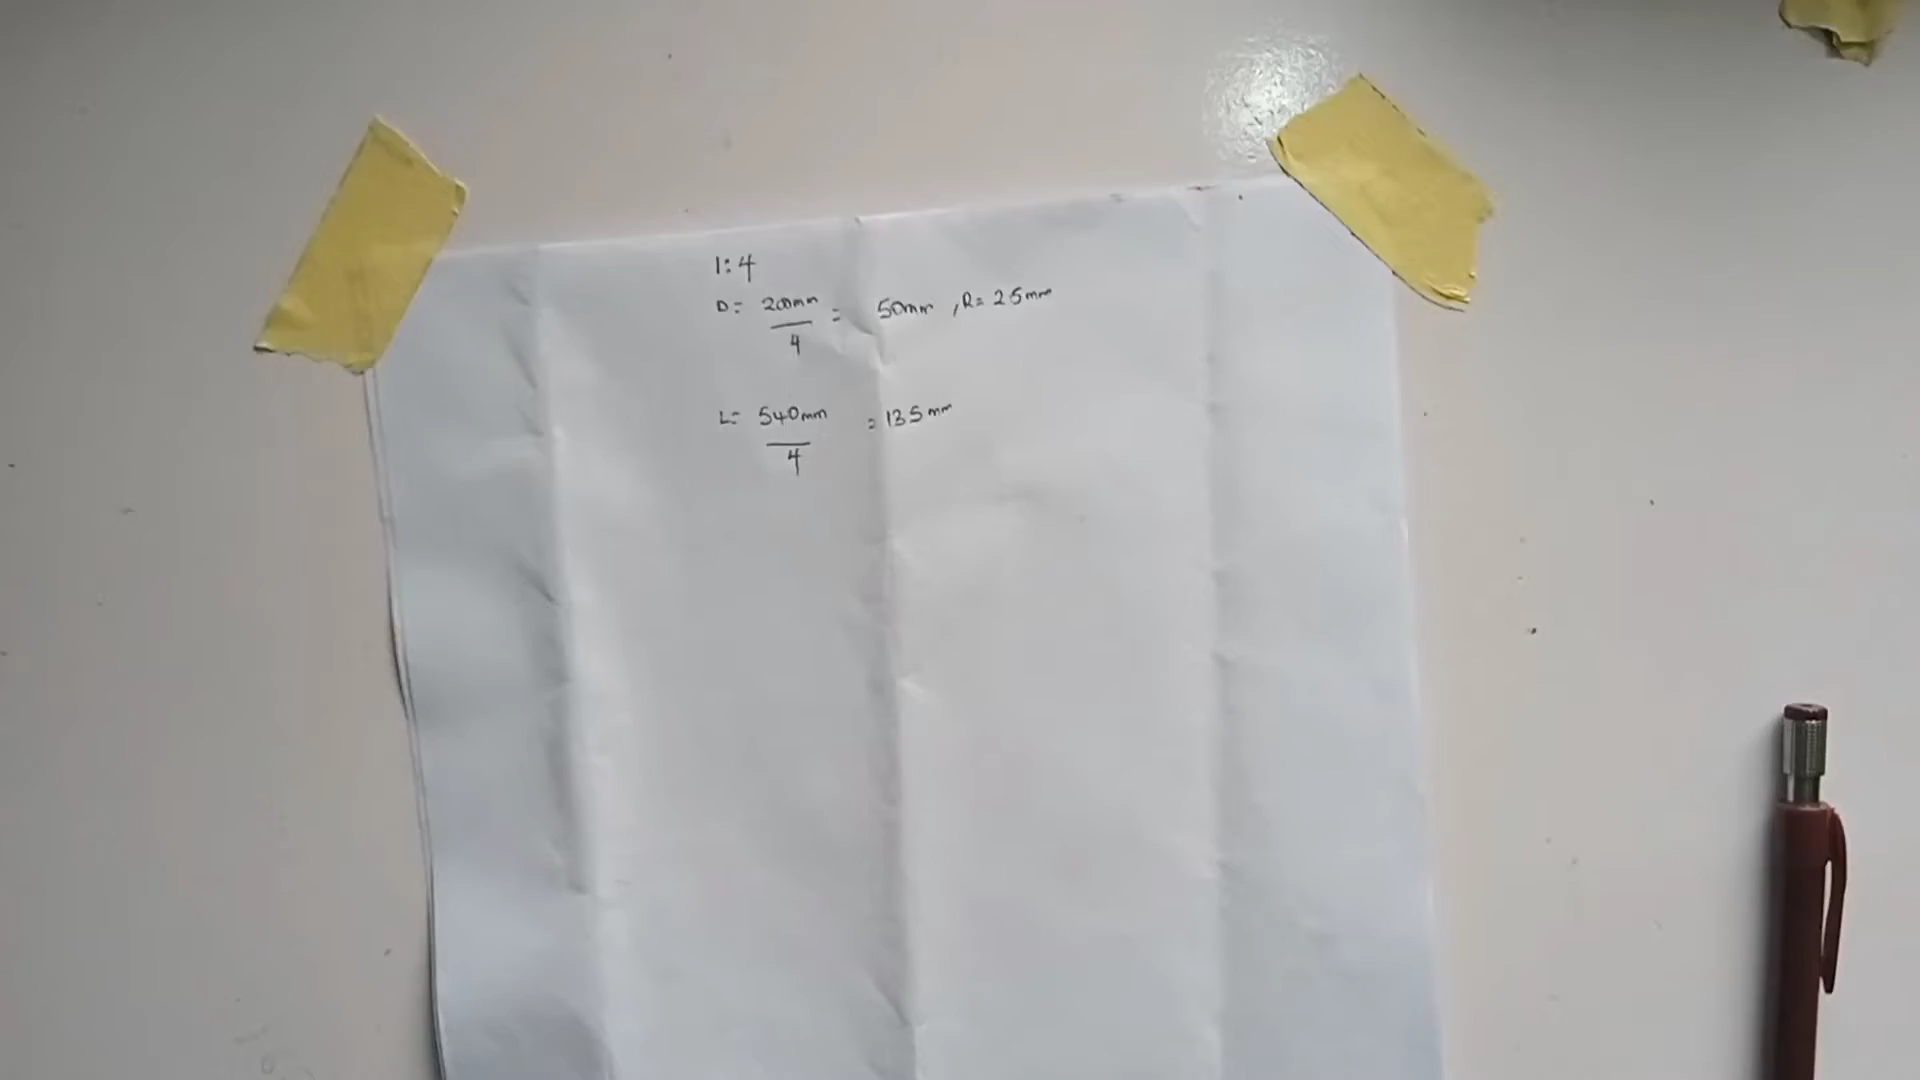 1:4
D= 200mm = 50mm , R= 25mm
4
L= 540mm = 135mm
4